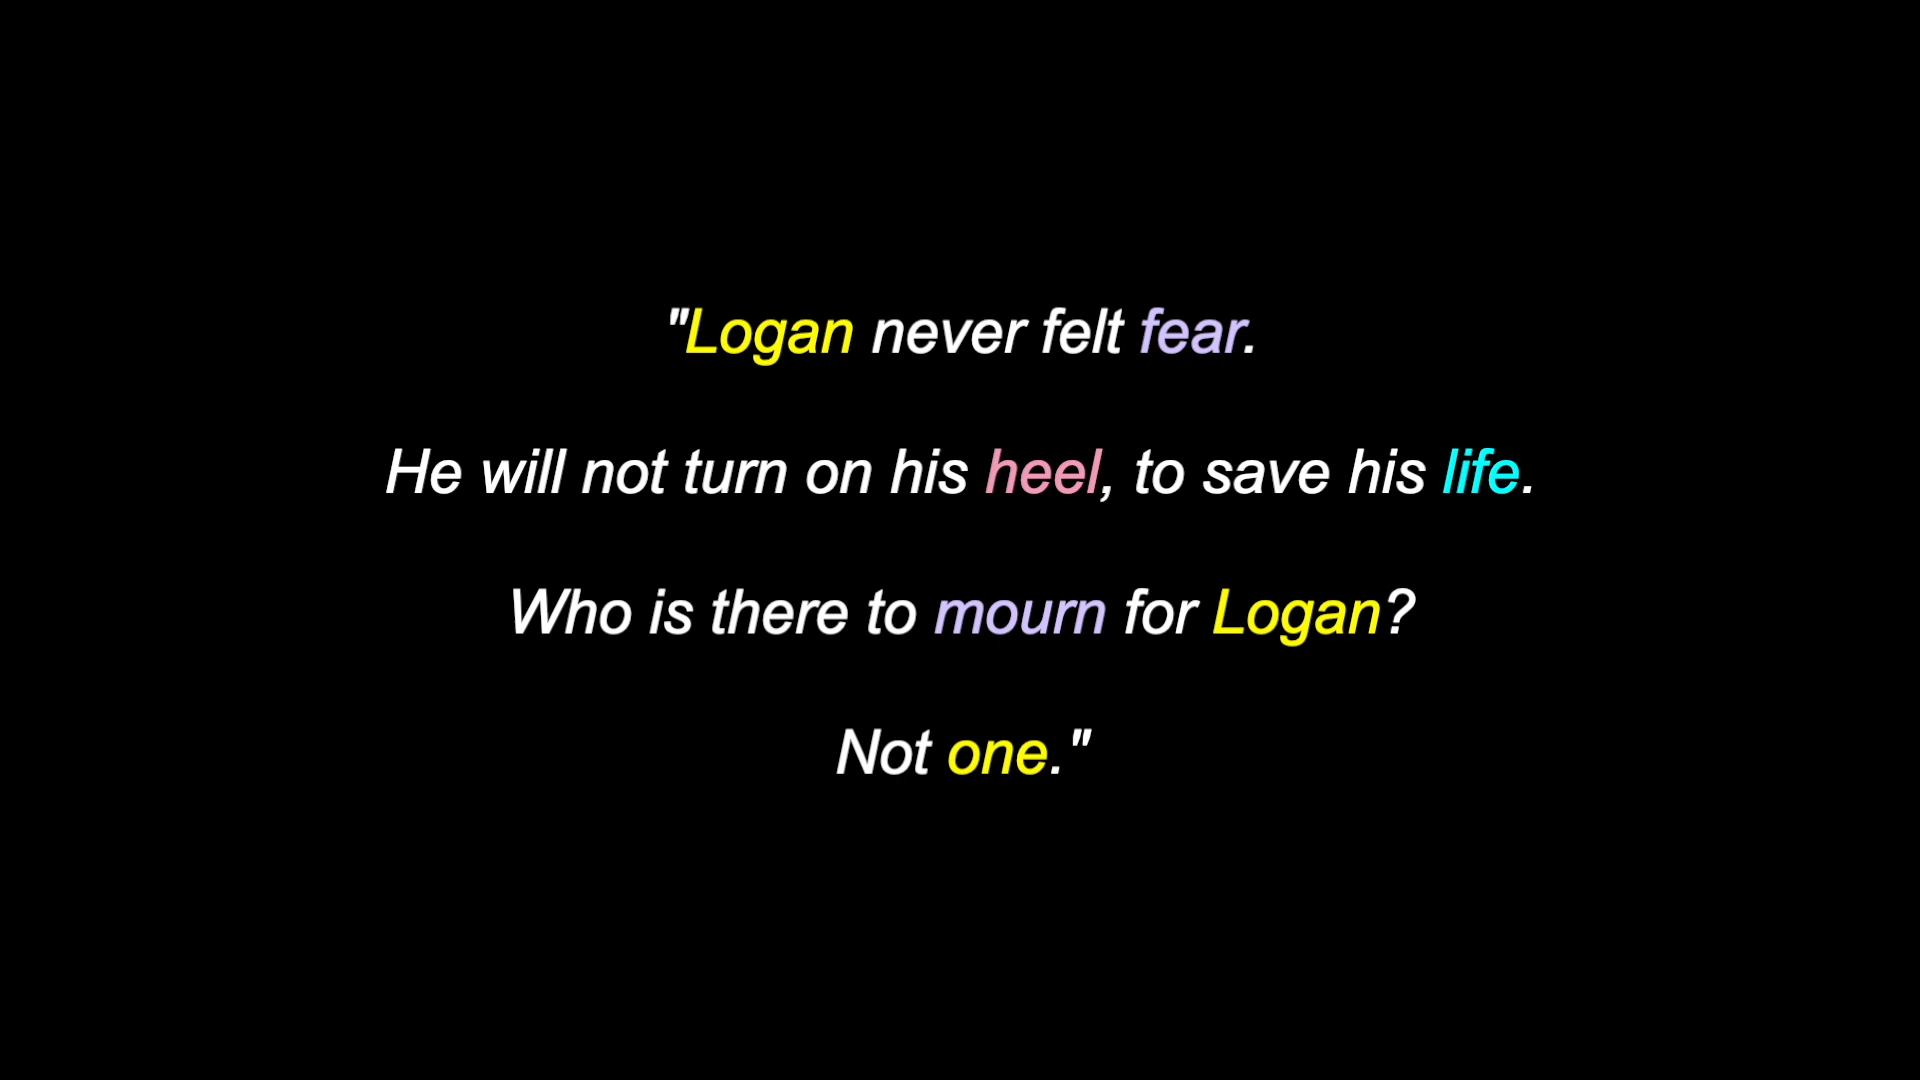 "Logan never felt fear.
He will not turn on his heel, to save his life.
Who is there to mourn for Logan?
Not one."